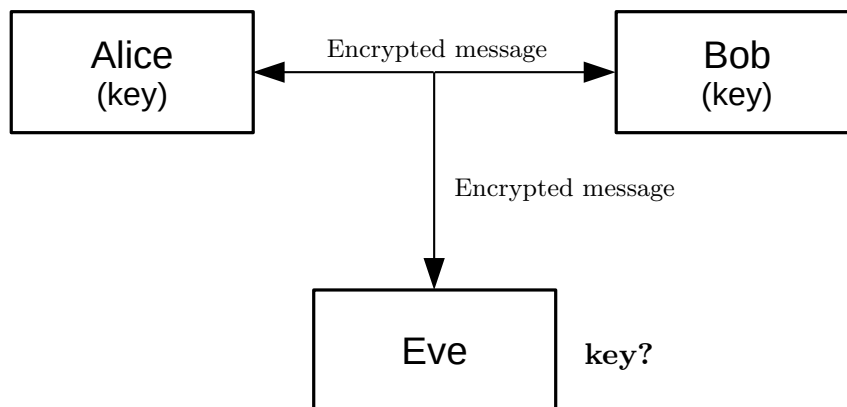 Alice
(key)
Encrypted message
Bob
(key)
Encrypted message
Eve
key?